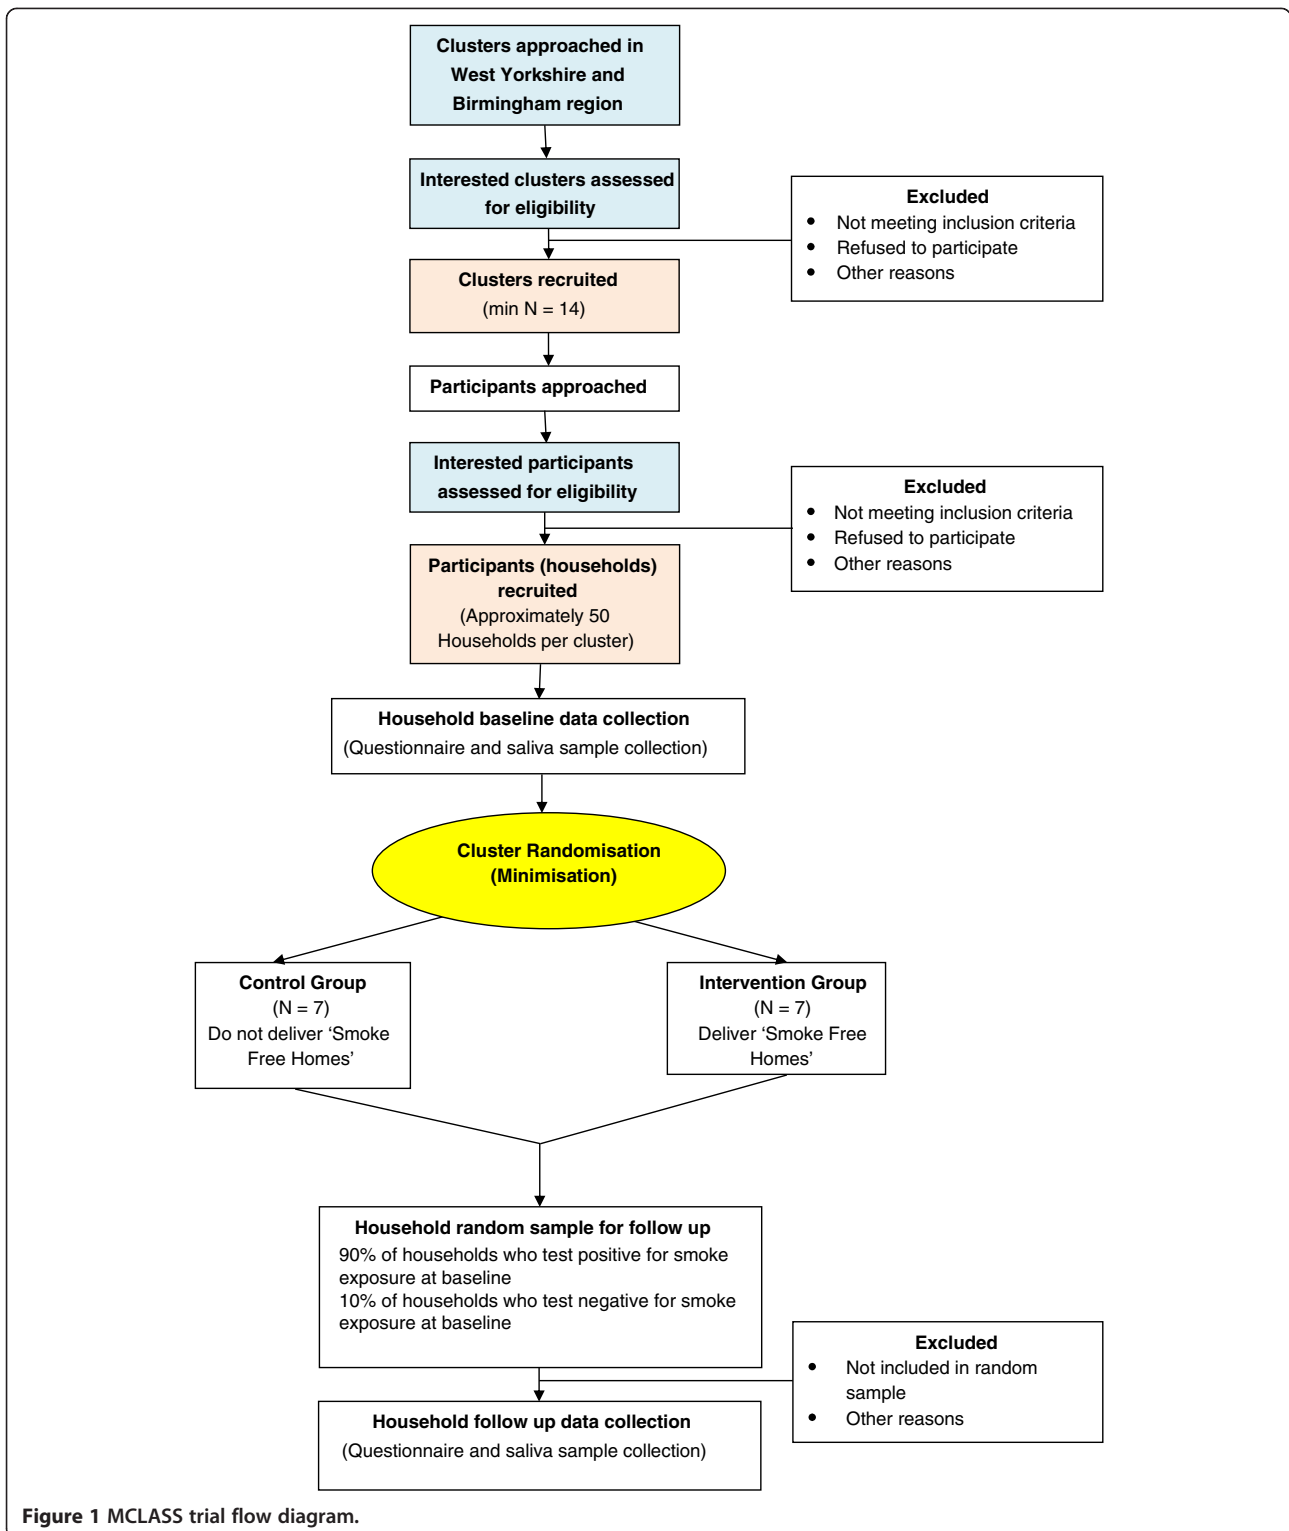 Clusters approached in
West Yorkshire and
Birmingham region
Interested clusters assessed
for eligibility
Excluded
• Not meeting inclusion criteria
• Refused to participate
• Other reasons
Clusters recruited
(min N = 14)
Participants approached
Interested participants
assessed for eligibility
Excluded
• Not meeting inclusion criteria
• Refused to participate
• Other reasons
Participants (households)
recruited
(Approximately 50
Households per cluster)
Household baseline data collection
(Questionnaire and saliva sample collection)
Cluster Randomisation
(Minimisation)
Control Group
(N = 7)
Do not deliver ‘Smoke
Free Homes’
Intervention Group
(N = 7)
Deliver ‘Smoke Free
Homes’
Household random sample for follow up
90% of households who test positive for smoke
exposure at baseline
10% of households who test negative for smoke
exposure at baseline
Excluded
• Not included in random
sample
• Other reasons
Household follow up data collection
(Questionnaire and saliva sample collection)
Figure 1 MCLASS trial flow diagram.